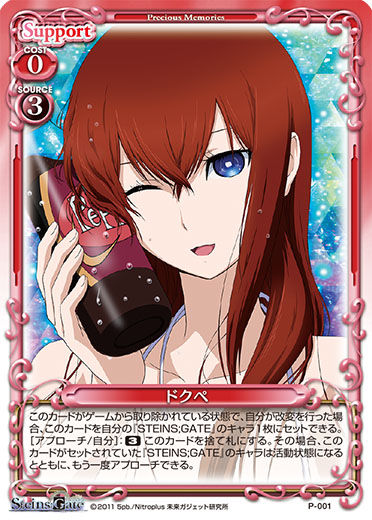 Precious Memories
Support
COST
0
SOURCE
3
ドクペ
このカードがゲームから取り除かれている状態で、自分が改変を行った場
合、このカードを自分の「STEINS;GATE」のキャラ1枚にセットできる。
[アプローチ/自分]:3 このカードを捨て札にする。その場合、この
カードがセットされていた「STEINS;GATE」のキャラは活動状態になる
とともに、もう一度アプローチできる。
Steins;Gate ©2011 5pb./Nitroplus 未来ガジェット研究所 P-001